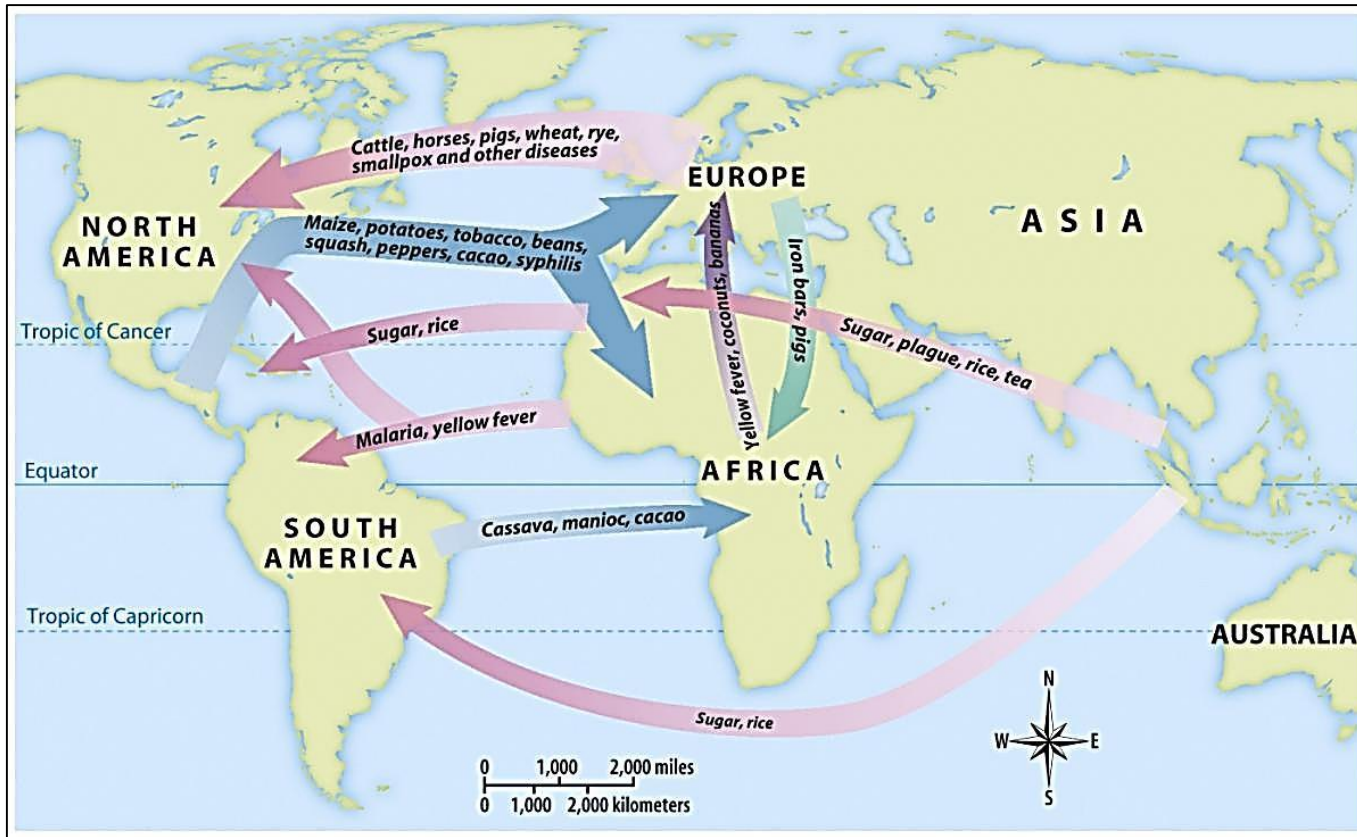 Cattle, horses, pigs, wheat, rye,
smallpox and other diseases
EUROPE
ASIA
NORTH
AMERICA
Maize, potatoes, tobacco, beans,
squash, peppers, cacao, syphilis
Yellow fever, coconuts, bananas
Iron bars, pigs
Tropic of Cancer
Sugar, rice
Sugar, plague, rice, tea
Malaria, yellow fever
Equator
AFRICA
SOUTH
AMERICA
Cassava, manioc, cacao
Tropic of Capricorn
AUSTRALIA
Sugar, rice
N
W E
S
0 1,000 2,000 miles
0 1,000 2,000 kilometers